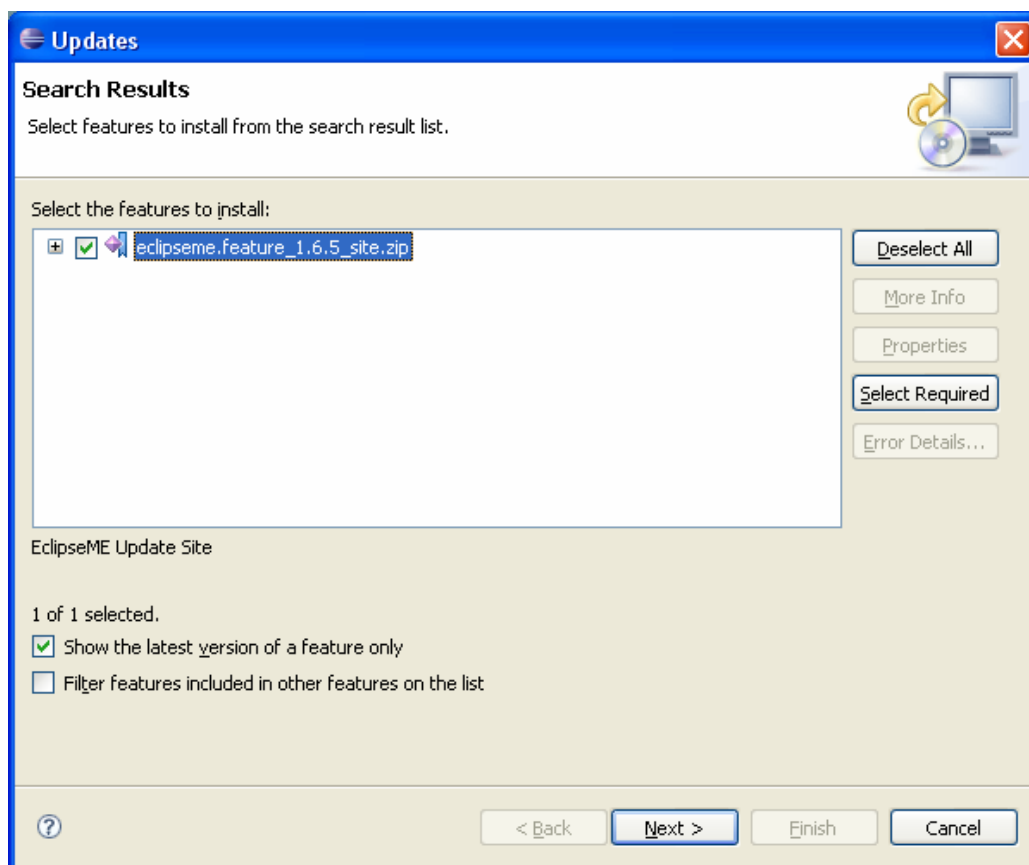 Updates
Search Results
Select features to install from the search result list.
Select the features to install:
eclipseme.feature_1.6.5_site.zip
Deselect All
More Info
Properties
Select Required
Error Details...
EclipseME Update Site
1 of 1 selected.
Show the latest version of a feature only
Filter features included in other features on the list
? < Back Next > Finish Cancel